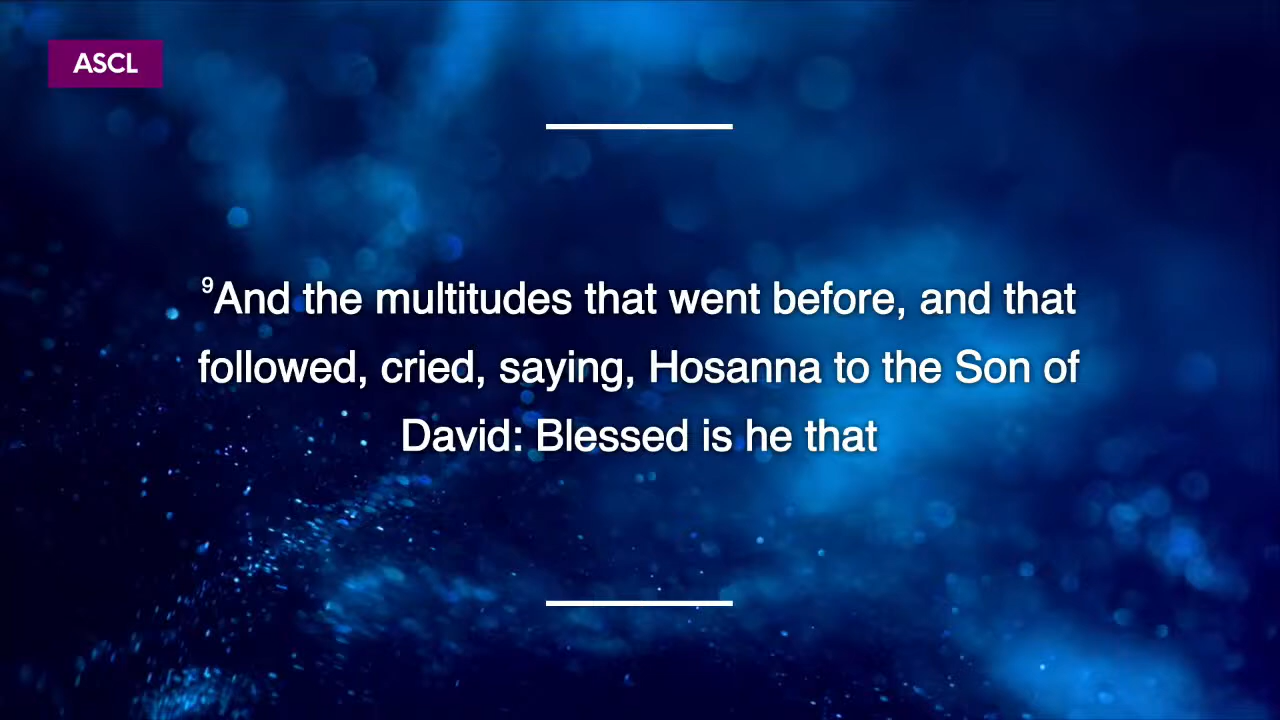 ASCL
⁹And the multitudes that went before, and that
followed, cried, saying, Hosanna to the Son of
David: Blessed is he that